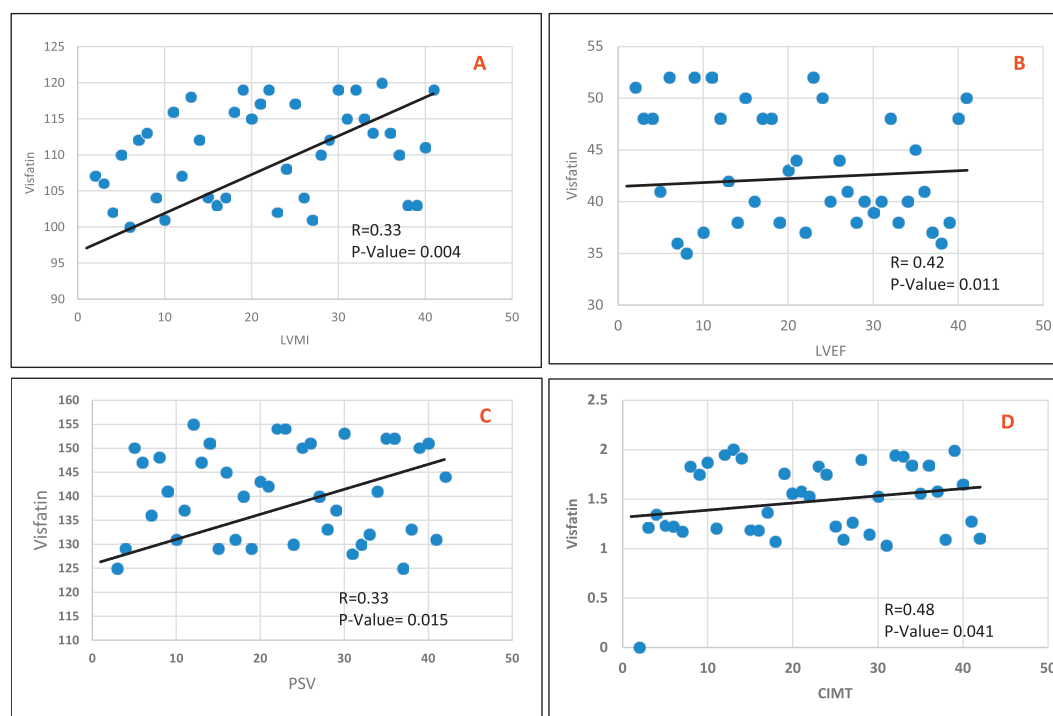 A
125
120
115
110
105
100
95
90
0 10 20 30 40 50
Visfatin
LVMI
R=0.33
P-Value= 0.004
B
55
50
45
40
35
30
0 10 20 30 40 50
Visfatin
LVEF
R= 0.42
P-Value= 0.011
C
160
155
150
145
140
135
130
125
120
115
110
0 10 20 30 40 50
Visfatin
PSV
R=0.33
P-Value= 0.015
D
2.5
2
1.5
1
0.5
0
0 10 20 30 40 50
Visfatin
CIMT
R=0.48
P-Value= 0.041